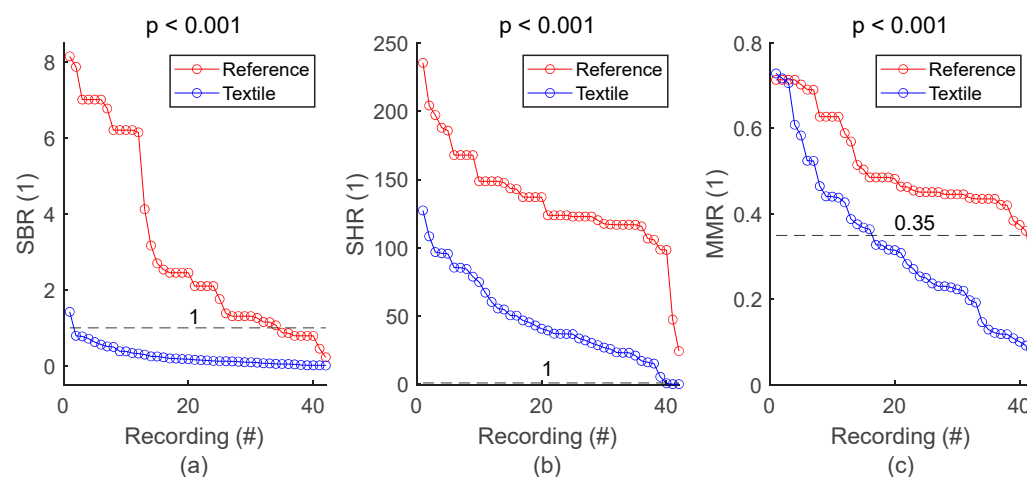 p < 0.001
8
6
4
2
0
SBR (1)
Reference
Textile
1
0
20
40
Recording (#)
(a)
p < 0.001
250
200
150
100
50
0
SHR (1)
Reference
Textile
1
0
20
40
Recording (#)
(b)
p < 0.001
0.8
0.6
0.4
0.2
0
MMR (1)
Reference
Textile
0.35
0
20
40
Recording (#)
(c)